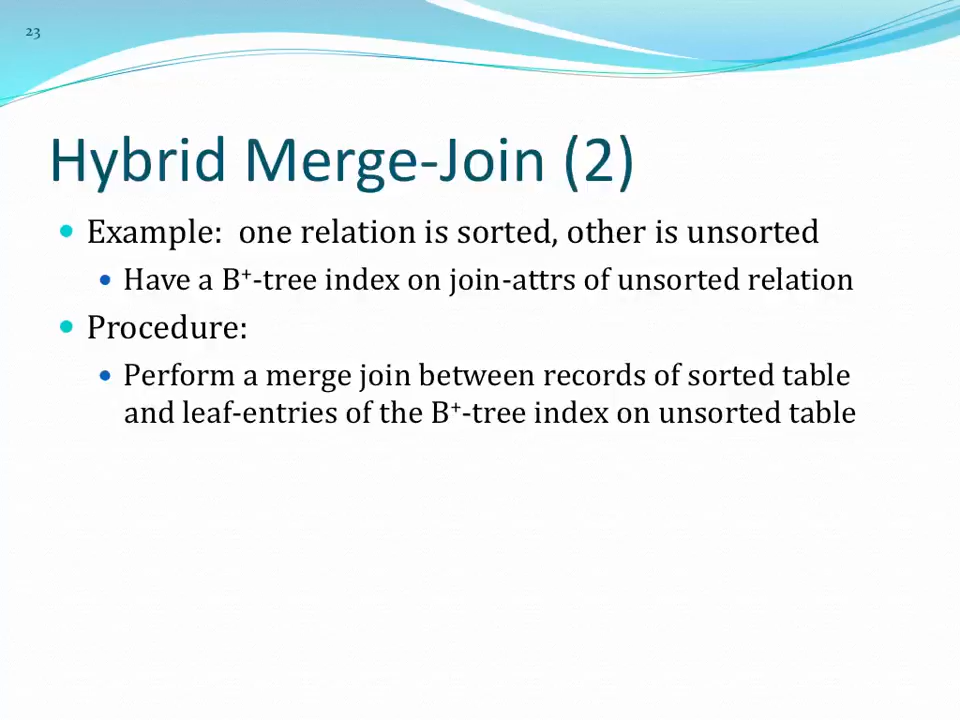 23
Hybrid Merge-Join (2)
• Example: one relation is sorted, other is unsorted
• Have a B⁺-tree index on join-attrs of unsorted relation
• Procedure:
• Perform a merge join between records of sorted table
and leaf-entries of the B⁺-tree index on unsorted table